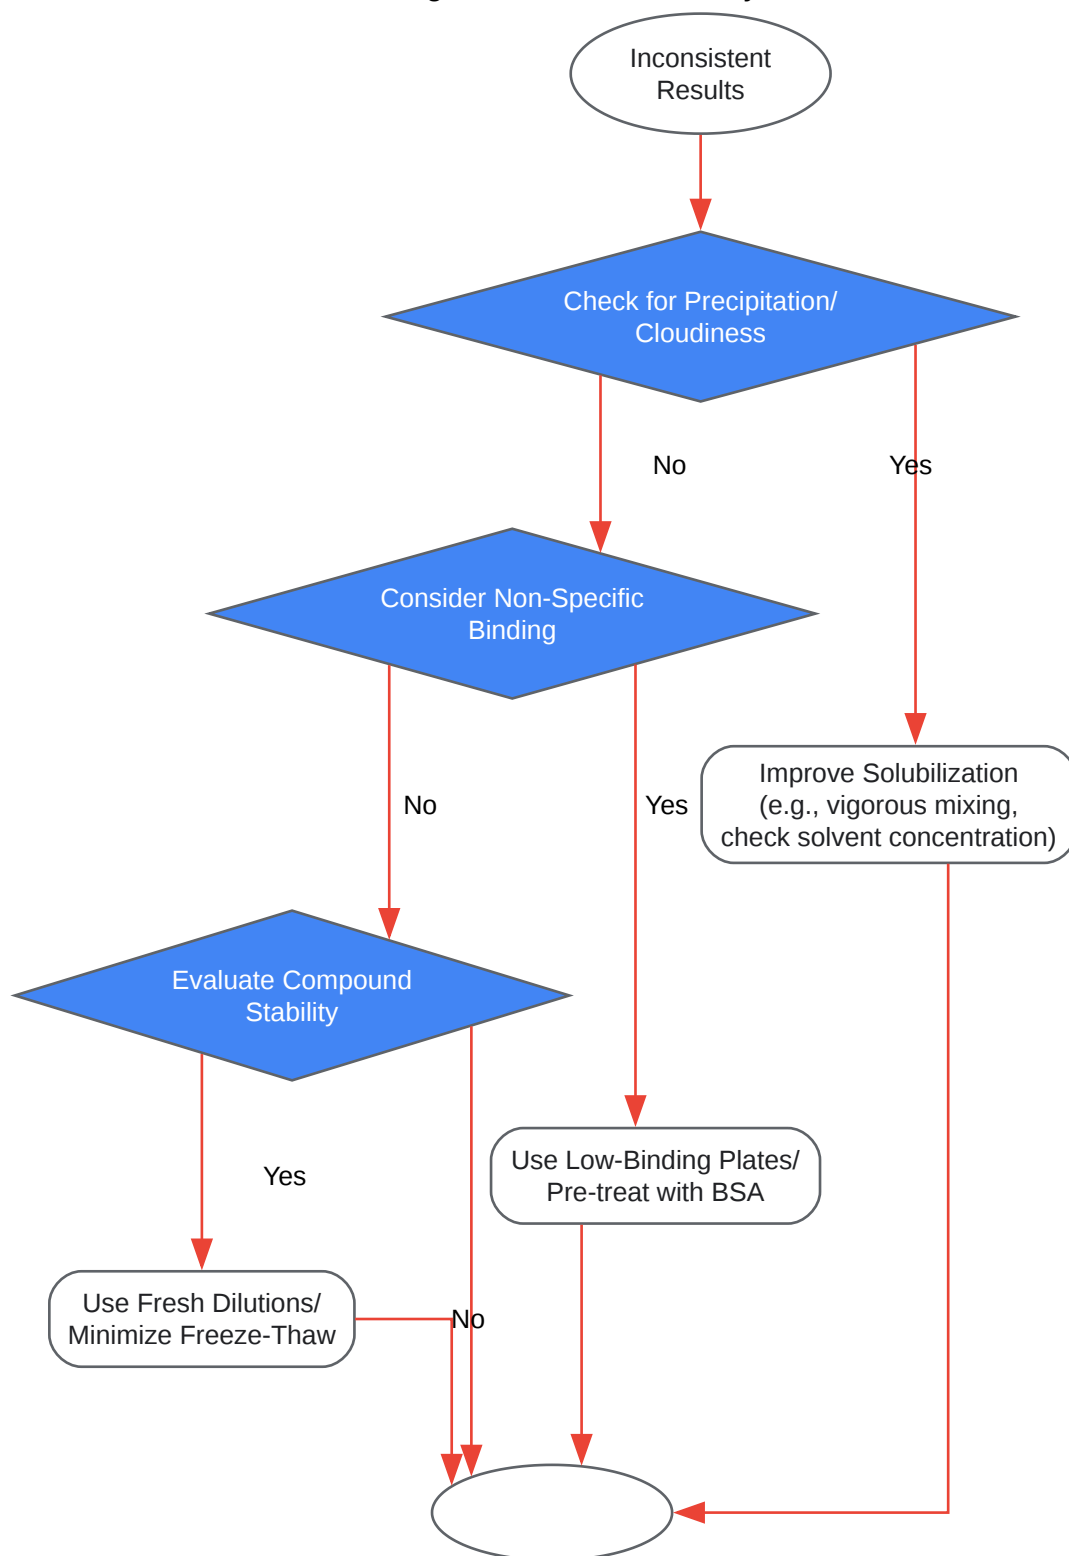 Inconsistent
Results
Check for Precipitation/
Cloudiness
No
Yes
Consider Non-Specific
Binding
Improve Solubilization
(e.g., vigorous mixing,
check solvent concentration)
No
Yes
Evaluate Compound
Stability
Use Low-Binding Plates/
Pre-treat with BSA
Yes
Use Fresh Dilutions/
Minimize Freeze-Thaw
No